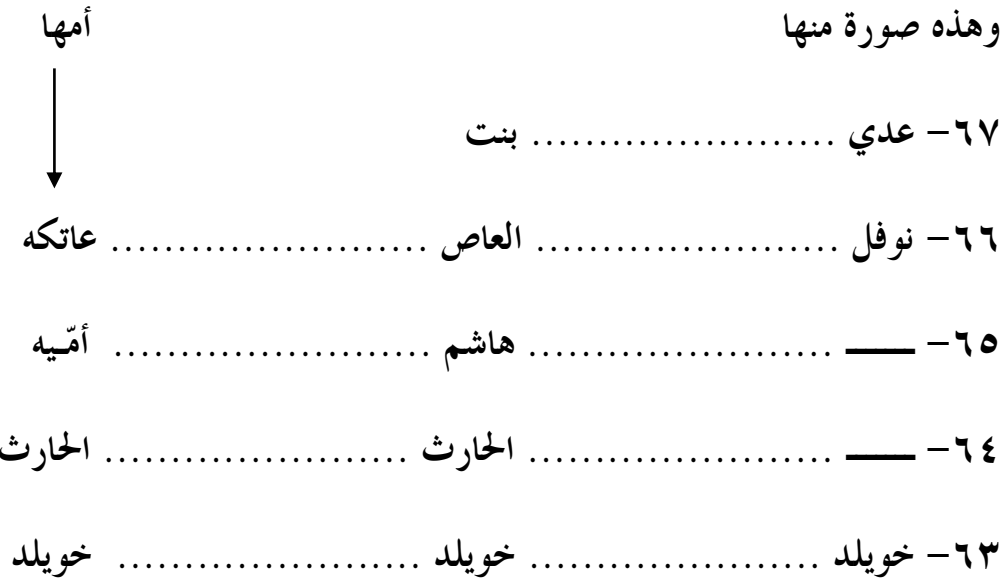 وهذه صورة منها أمها
٦٧- عدي ....................... بنت
٦٦- نوفل ....................... العاص ........................ عاتكه
٦٥- ـــــ ....................... هاشم ........................ أمّـيه
٦٤- ـــــ ....................... الحارث ....................... الحارث
٦٣- خويلد ....................... خويلد ....................... خويلد